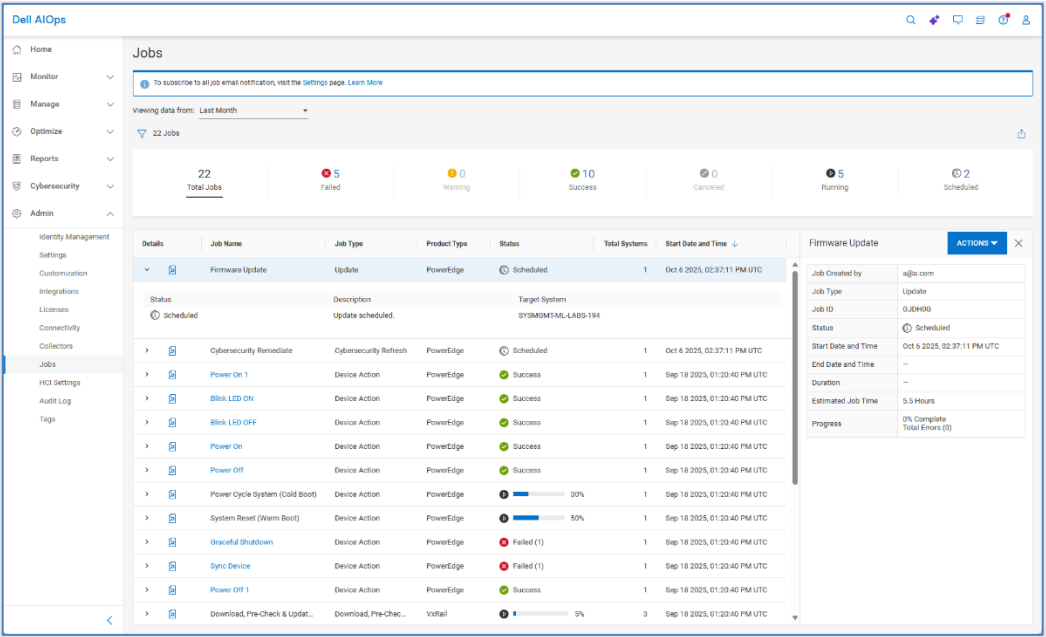 Dell AIOps
Home
Monitor
Manage
Optimize
Reports
Cybersecurity
Admin
Identity Management
Settings
Customization
Integrations
Licenses
Connectivity
Collectors
Jobs
HCI Settings
Audit Log
Tags
Jobs
To subscribe to all job email notification, visit the Settings page. Learn More
Viewing data from: Last Month
22 Jobs
22 Total Jobs
5 Failed
0 Warning
10 Success
0 Canceled
5 Running
2 Scheduled
Details Job Name Job Type Product Type Status Total Systems Start Date and Time
Firmware Update Update PowerEdge Scheduled 1 Oct 6 2025, 02:37:11 PM UTC
Status Description Target System
Scheduled Update scheduled. SYSMGMT-ML-LABS-194
Cybersecurity Remediate Cybersecurity Refresh PowerEdge Scheduled 1 Oct 6 2025, 02:37:11 PM UTC
Power On 1 Device Action PowerEdge Success 1 Sep 18 2025, 01:20:40 PM UTC
Blink LED ON Device Action PowerEdge Success 1 Sep 18 2025, 01:20:40 PM UTC
Blink LED OFF Device Action PowerEdge Success 1 Sep 18 2025, 01:20:40 PM UTC
Power On Device Action PowerEdge Success 1 Sep 18 2025, 01:20:40 PM UTC
Power Off Device Action PowerEdge Success 1 Sep 18 2025, 01:20:40 PM UTC
Power Cycle System (Cold Boot) Device Action PowerEdge 30% 1 Sep 18 2025, 01:20:40 PM UTC
System Reset (Warm Boot) Device Action PowerEdge 50% 1 Sep 18 2025, 01:20:40 PM UTC
Graceful Shutdown Device Action PowerEdge Failed (1) 1 Sep 18 2025, 01:20:40 PM UTC
Sync Device Device Action PowerEdge Failed (1) 1 Sep 18 2025, 01:20:40 PM UTC
Power Off 1 Device Action PowerEdge Success 1 Sep 18 2025, 01:20:40 PM UTC
Download, Pre-Check & Updat... Download, Pre-Chec... VxRail 5% 3 Sep 18 2025, 01:20:40 PM UTC
Firmware Update ACTIONS
Job Created by a@a.com
Job Type Update
Job ID GJDH0G
Status Scheduled
Start Date and Time Oct 6 2025, 02:37:11 PM UTC
End Date and Time --
Duration --
Estimated Job Time 5.5 Hours
Progress 0% Complete
Total Errors (0)